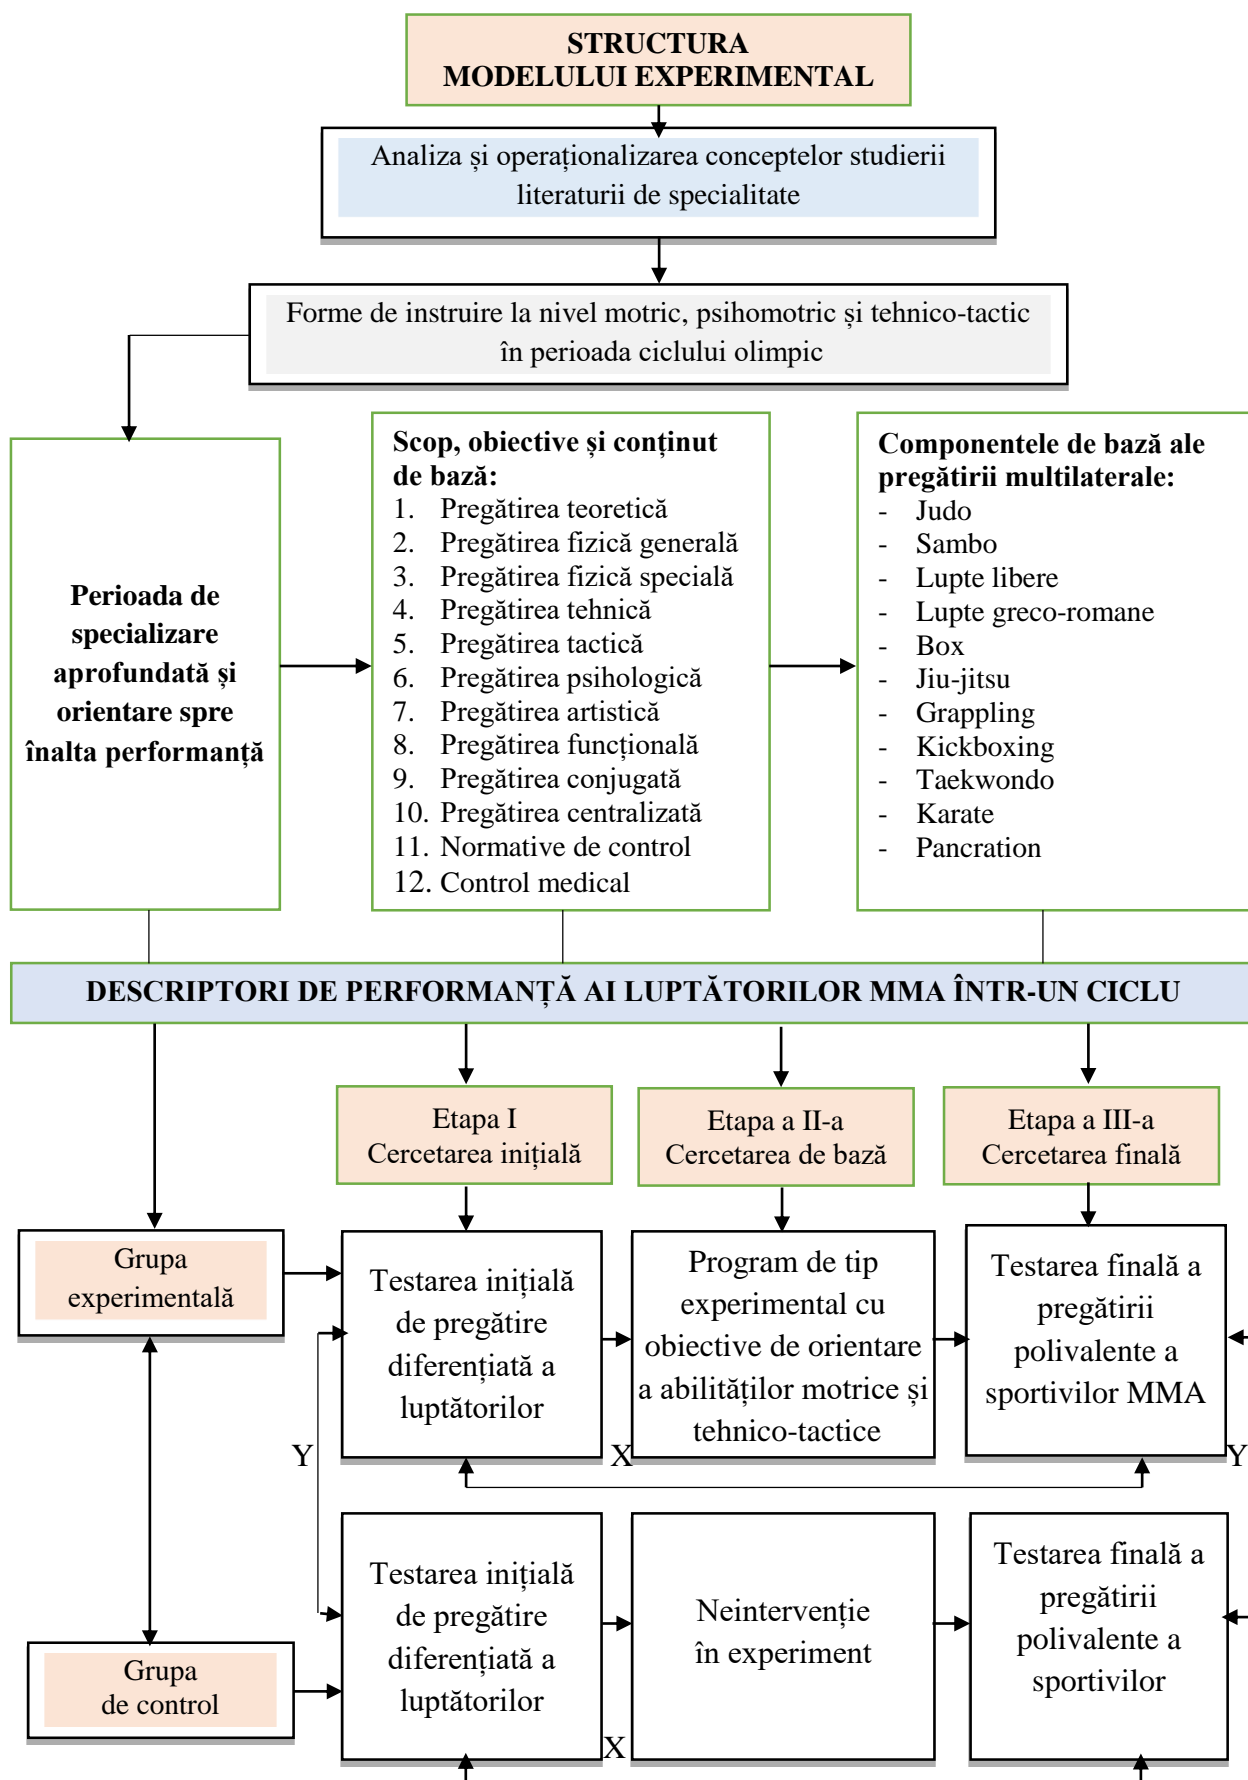 STRUCTURA
MODELULUI EXPERIMENTAL
Analiza și operaționalizarea conceptelor studierii
literaturii de specialitate
Forme de instruire la nivel motric, psihomotric și tehnico-tactic
în perioada ciclului olimpic
Perioada de
specializare
aprofundată și
orientare spre
înalta performanță
Scop, obiective și conținut
de bază:
1. Pregătirea teoretică
2. Pregătirea fizică generală
3. Pregătirea fizică specială
4. Pregătirea tehnică
5. Pregătirea tactică
6. Pregătirea psihologică
7. Pregătirea artistică
8. Pregătirea funcțională
9. Pregătirea conjugată
10. Pregătirea centralizată
11. Normative de control
12. Control medical
Componentele de bază ale
pregătirii multilaterale:
- Judo
- Sambo
- Lupte libere
- Lupte greco-romane
- Box
- Jiu-jitsu
- Grappling
- Kickboxing
- Taekwondo
- Karate
- Pancration
DESCRIPTORI DE PERFORMANȚĂ AI LUPTĂTORILOR MMA ÎNTR-UN CICLU
Etapa I
Cercetarea inițială
Etapa a II-a
Cercetarea de bază
Etapa a III-a
Cercetarea finală
Grupa
experimentală
Testarea inițială
de pregătire
diferențiată a
luptătorilor
Program de tip
experimental cu
obiective de orientare
a abilităților motrice și
tehnico-tactice
Testarea finală a
pregătirii
polivalente a
sportivilor MMA
Y
X
Y
Grupa
de control
Testarea inițială
de pregătire
diferențiată a
luptătorilor
Neintervenție
în experiment
Testarea finală a
pregătirii
polivalente a
sportivilor
X